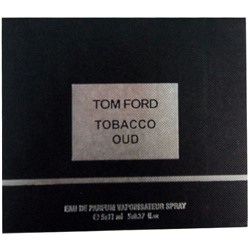 TOM FORD
TOBACCO
OUD
EAU DE PARFUM VAPORISATEUR SPRAY